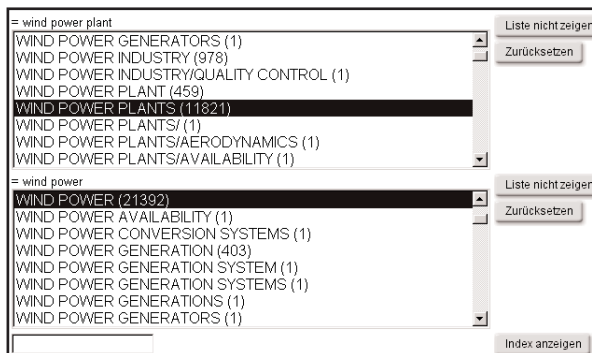 = wind power plant
WIND POWER GENERATORS (1)
WIND POWER INDUSTRY (978)
WIND POWER INDUSTRY/QUALITY CONTROL (1)
WIND POWER PLANT (459)
WIND POWER PLANTS (11821)
WIND POWER PLANTS/ (1)
WIND POWER PLANTS/AERODYNAMICS (1)
WIND POWER PLANTS/AVAILABILITY (1)
Liste nicht zeigen
Zurücksetzen
= wind power
WIND POWER (21392)
WIND POWER AVAILABILITY (1)
WIND POWER CONVERSION SYSTEMS (1)
WIND POWER GENERATION (403)
WIND POWER GENERATION SYSTEM (1)
WIND POWER GENERATION SYSTEMS (1)
WIND POWER GENERATIONS (1)
WIND POWER GENERATORS (1)
Liste nicht zeigen
Zurücksetzen
Index anzeigen